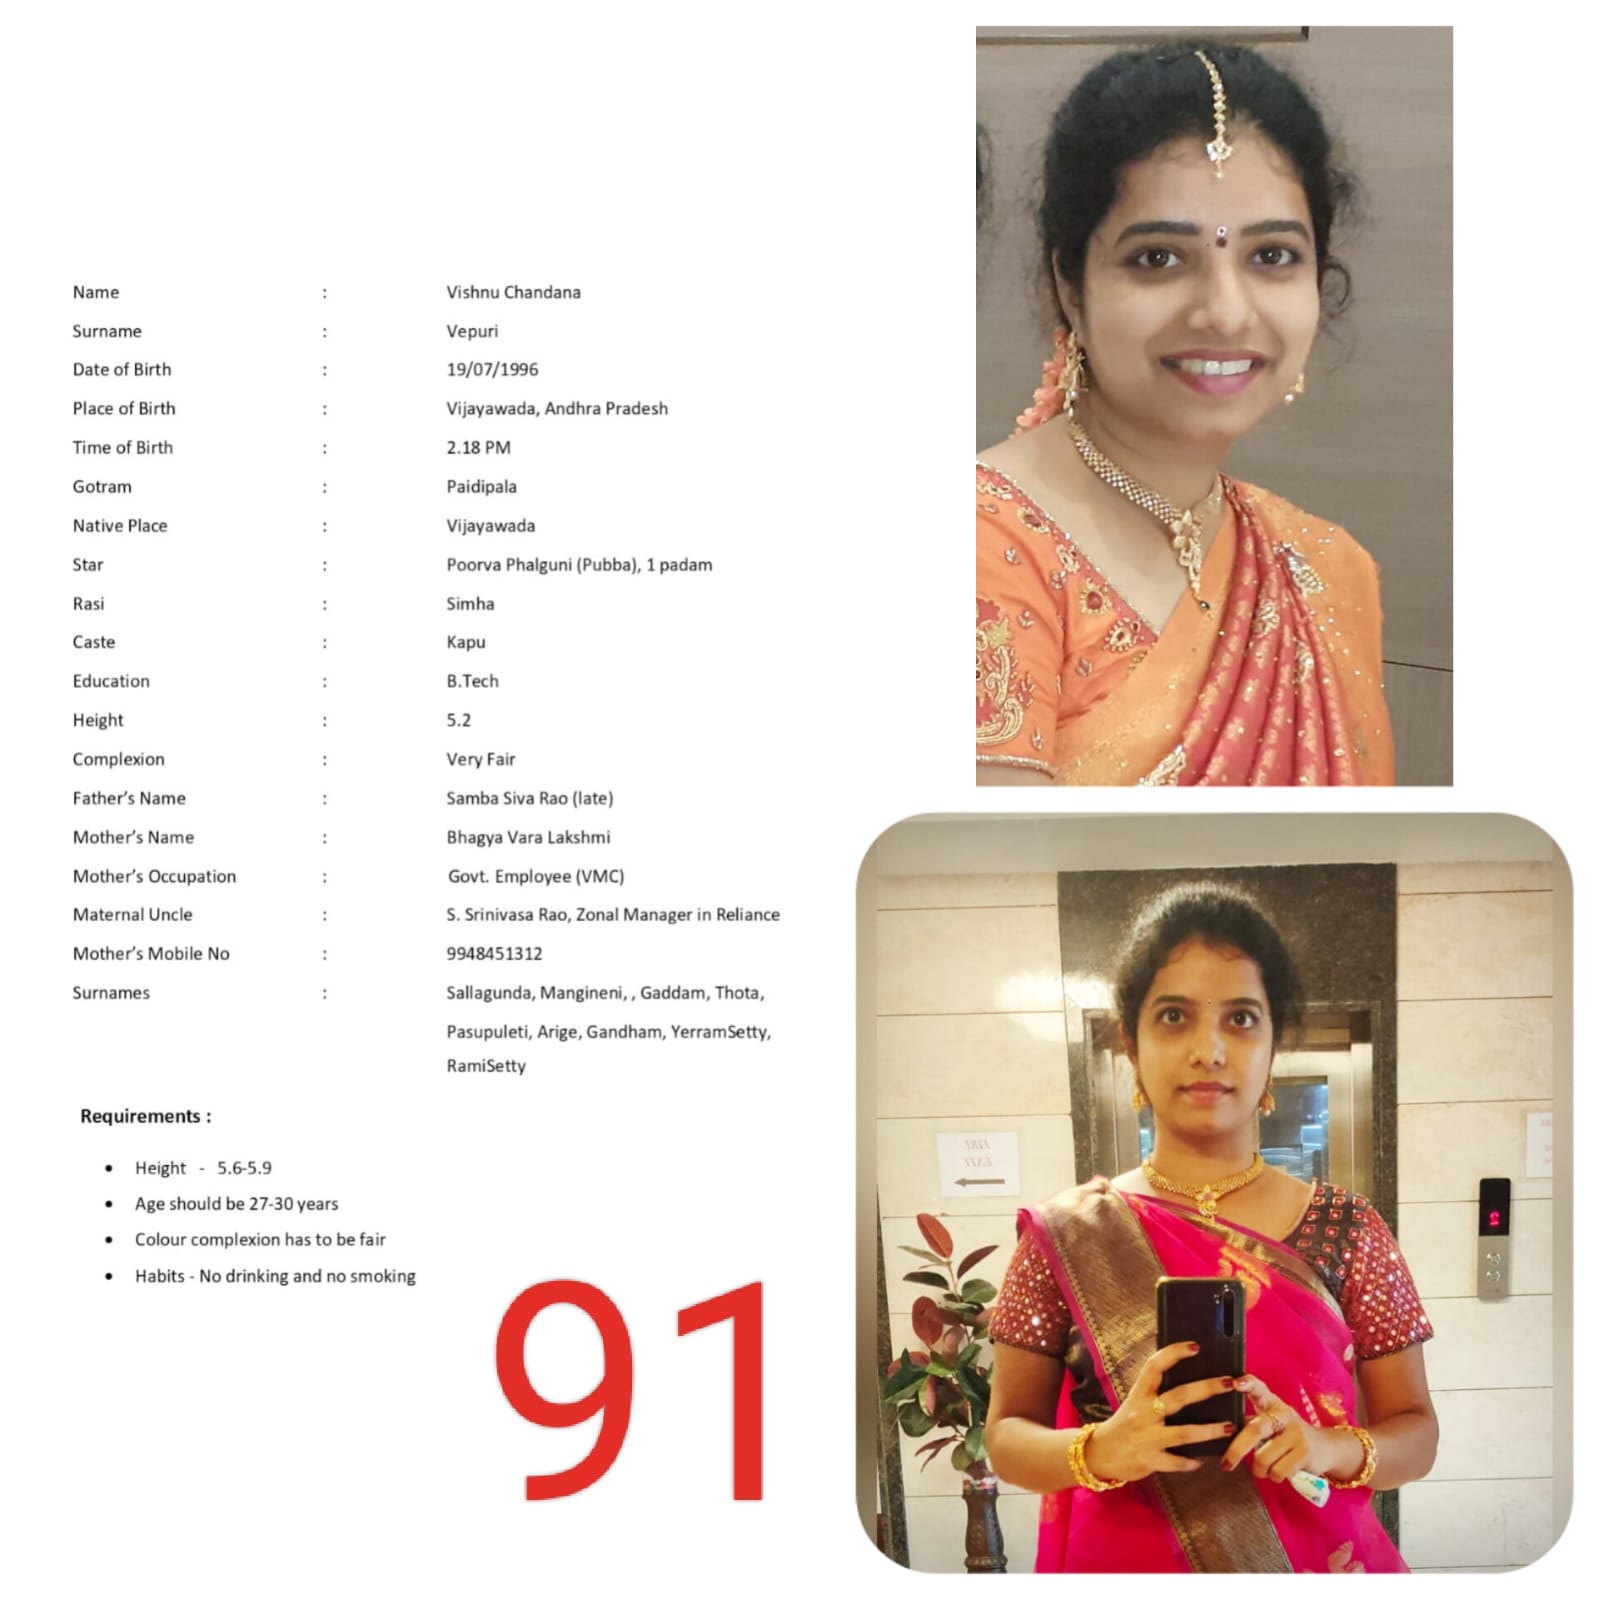 Name : Vishnu Chandana
Surname : Vepuri
Date of Birth : 19/07/1996
Place of Birth : Vijayawada, Andhra Pradesh
Time of Birth : 2.18 PM
Gotram : Paidipala
Native Place : Vijayawada
Star : Poorva Phalguni (Pubba), 1 padam
Rasi : Simha
Caste : Kapu
Education : B.Tech
Height : 5.2
Complexion : Very Fair
Father’s Name : Samba Siva Rao (late)
Mother’s Name : Bhagya Vara Lakshmi
Mother’s Occupation : Govt. Employee (VMC)
Maternal Uncle : S. Srinivasa Rao, Zonal Manager in Reliance
Mother’s Mobile No : 9948451312
Surnames : Sallagunda, Mangineni, , Gaddam, Thota,
Pasupuleti, Arige, Gandham, YerramSetty,
RamiSetty
Requirements :
• Height - 5.6-5.9
• Age should be 27-30 years
• Colour complexion has to be fair
• Habits - No drinking and no smoking
91
FIRE
EXIT